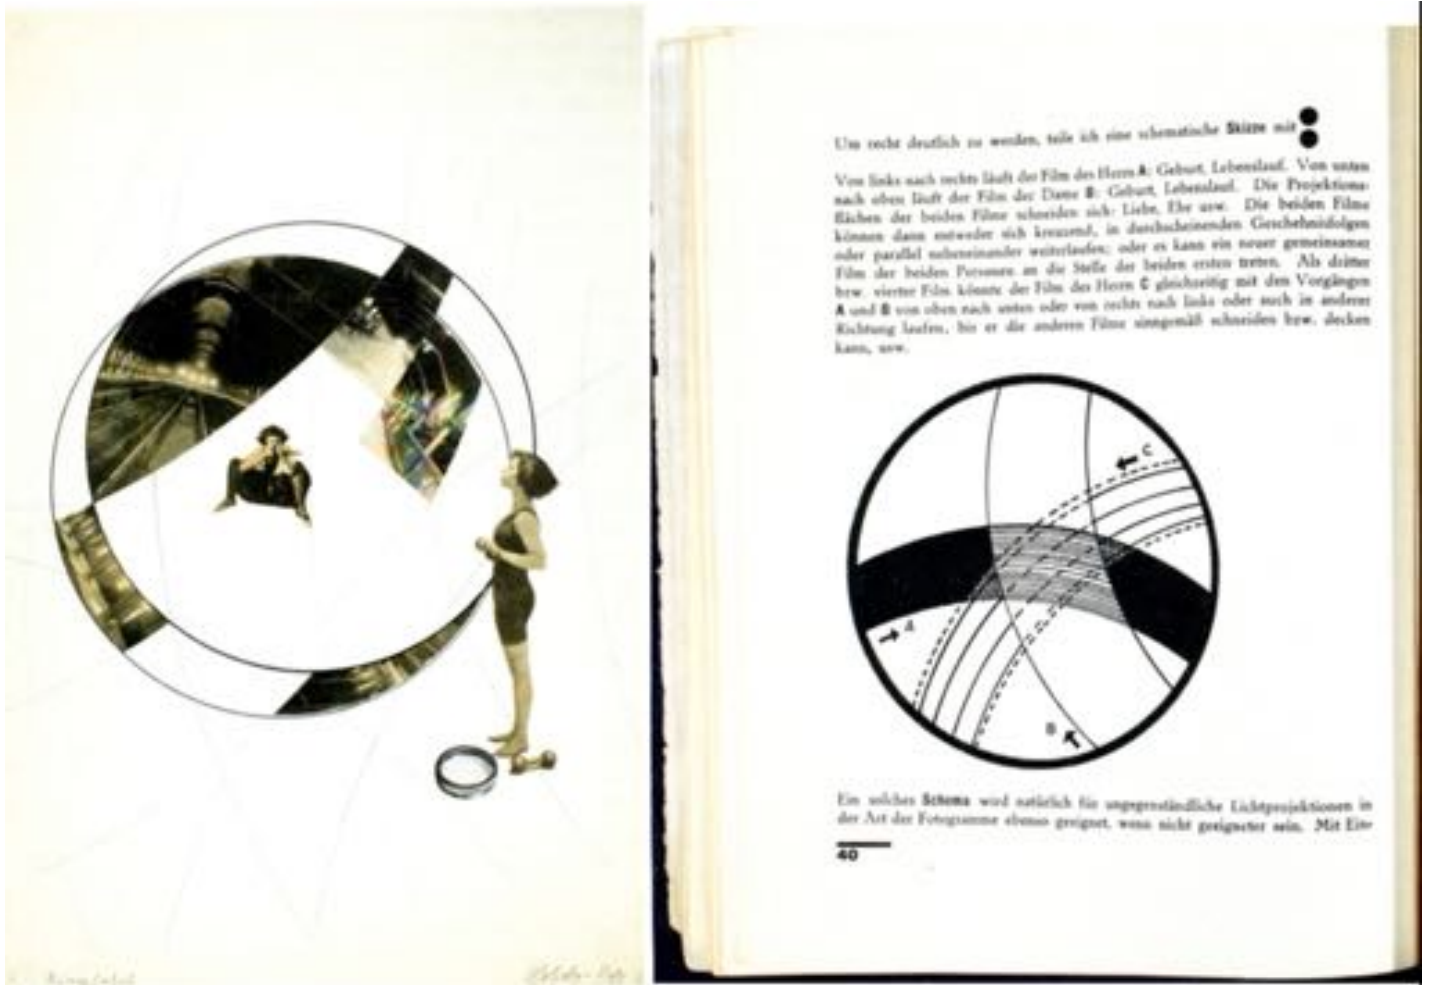 Um recht deutlich zu werden, teile ich eine schematische Skizze mit:
Von links nach rechts läuft der Film des Herrn A: Geburt, Lebenslauf. Von unten
nach oben läuft der Film der Dame B: Geburt, Lebenslauf. Die Projektions-
flächen der beiden Filme schneiden sich: Liebe, Ehe usw. Die beiden Filme
können dann entweder sich kreuzend, in durchscheinenden Geschehnisfolgen
oder parallel nebeneinander weiterlaufen; oder es kann ein neuer gemeinsamer
Film der beiden Personen an die Stelle der beiden ersten treten. Als dritter
bzw. vierter Film könnte der Film des Herrn C gleichzeitig mit den Vorgängen
A und B von oben nach unten oder von rechts nach links oder auch in anderer
Richtung laufen, bis er die anderen Filme sinngemäß schneiden bzw. decken
kann, usw.
C
A
B
Ein solches Schema wird natürlich für ungegenständliche Lichtprojektionen in
der Art der Fotogramme ebenso geeignet, wenn nicht geeigneter sein. Mit Ein-
40